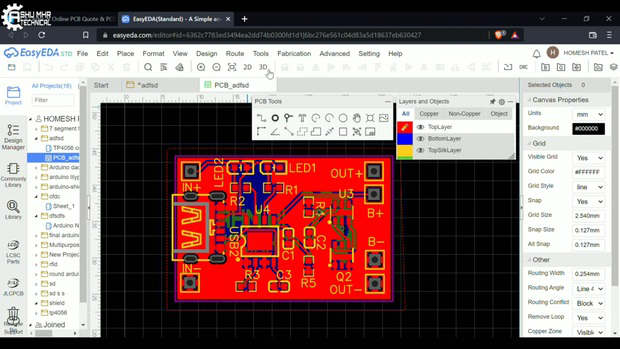 ASHU MHR
TECHNICAL
Online PCB Quote & PC
EasyEDA(Standard) - A Simple an
easyeda.com/editor#id=6362c7783ed3494ea2dd74b0300fd1d1|6bc276e561c04d83a5d18637eb630427
EasyEDA STD
File
Edit
Place
Format
View
Design
Route
Tools
Fabrication
Advanced
Setting
Help
HOMESH PATEL
2D
3D
Project
Design
Manager
Commonly
Library
Library
LCSC
Parts
JLCPCB
Support
All Projects(16)
Filter
HOMESH P
7 segment
adfsd
TP4056 c
PCB_adfs
Arduino da
arduino
arduino-shi
cfdc
Sheet_1
dfsdfs
Arduino N
final arduin
Multipurpos
New Projec
rfid
round ardui
sd
sd s s
shield
tp4056
Joined
Start
*adfsd
PCB_adfsd
PCB Tools
Layers and Objects
All
Copper
Non-Copper
Object
TopLayer
BottomLayer
TopSilkLayer
LED2
LED1
OUT+
IN+
R2
R1
U3
U4
R4
B+
USB2
C1
C2
B-
IN-
R3
C3
R5
Q2
OUT-
Selected Objects 0
Canvas Properties
Units mm
Background #000000
Grid
Visible Grid Yes
Grid Color #FFFFFF
Grid Style line
Snap Yes
Grid Size 2.540mm
Snap Size 0.127mm
Alt Snap 0.127mm
Other
Routing Width 0.254mm
Routing Angle Line 4
Routing Conflict Block
Remove Loop Yes
Copper Zone Visibl